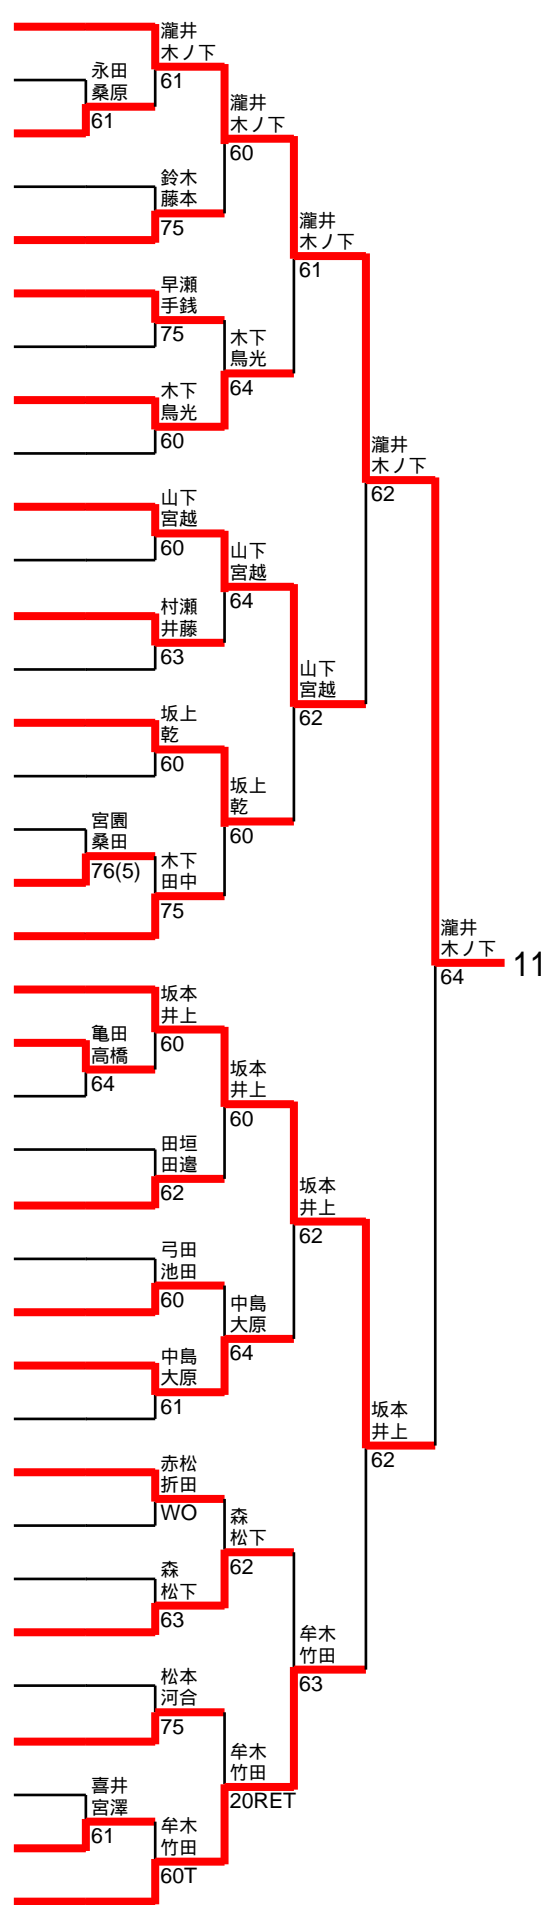 瀧井
木ノ下
61
永田
桑原
61
瀧井
木ノ下
60
鈴木
藤本
75
瀧井
木ノ下
61
早瀬
手銭
75
木下
鳥光
64
木下
鳥光
60
瀧井
木ノ下
62
山下
宮越
60
山下
宮越
64
村瀬
井藤
63
山下
宮越
62
坂上
乾
60
坂上
乾
60
宮園
桑田
76(5)
木下
田中
75
瀧井
木ノ下
64
11
坂本
井上
60
亀田
高橋
64
坂本
井上
60
田垣
田邉
62
坂本
井上
62
弓田
池田
60
中島
大原
64
中島
大原
61
坂本
井上
62
赤松
折田
WO
森
松下
62
森
松下
63
牟木
竹田
63
松本
河合
75
牟木
竹田
20RET
喜井
宮澤
61
牟木
竹田
60T